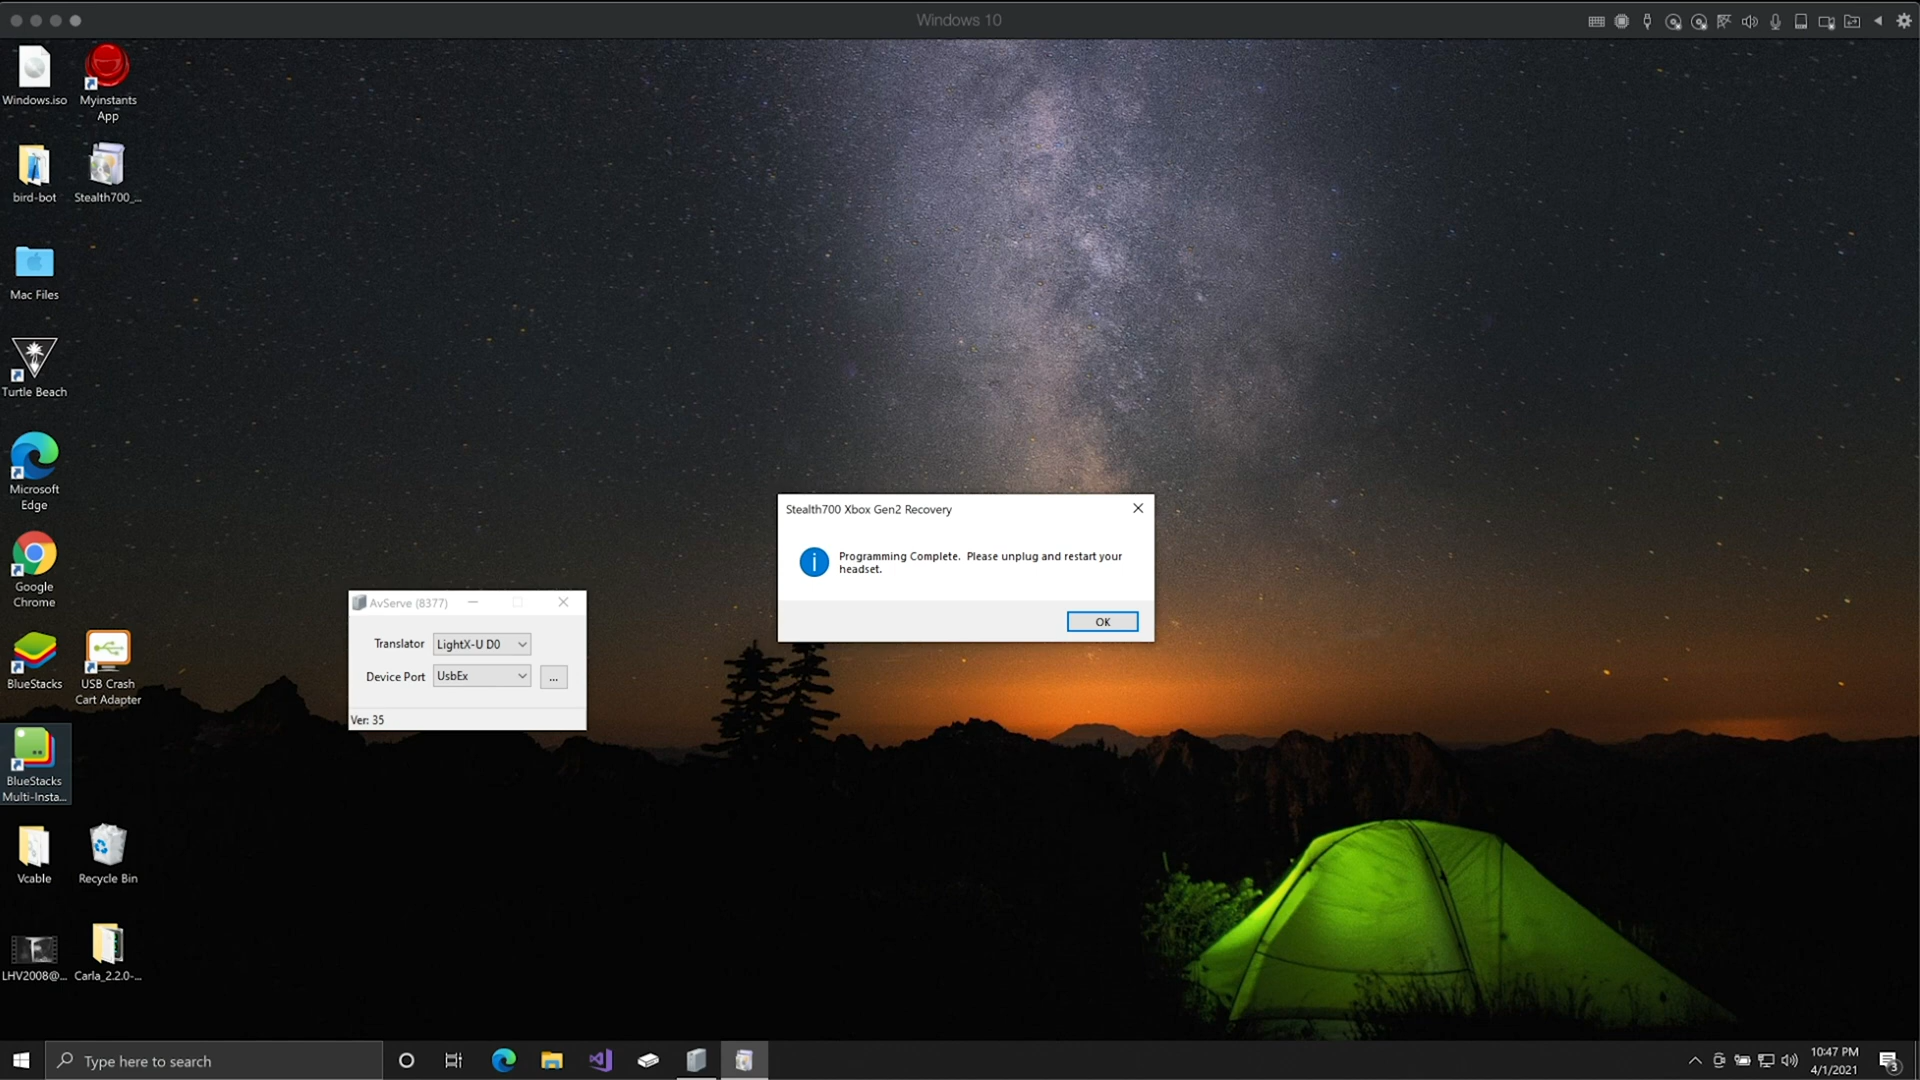 Windows 10
Windows.iso
Myinstants
App
bird-bot
Stealth700_...
Mac Files
Turtle Beach
Microsoft
Edge
Google
Chrome
BlueStacks
USB Crash
Cart Adapter
BlueStacks
Multi-Insta...
Vcable
Recycle Bin
LHV2008@...
Carla_2.2.0-...
Stealth700 Xbox Gen2 Recovery
Programming Complete.  Please unplug and restart your
headset.
OK
AvServe (8377)
Translator
LightX-U D0
Device Port
UsbEx
...
Ver: 35
Type here to search
10:47 PM
4/1/2021
3